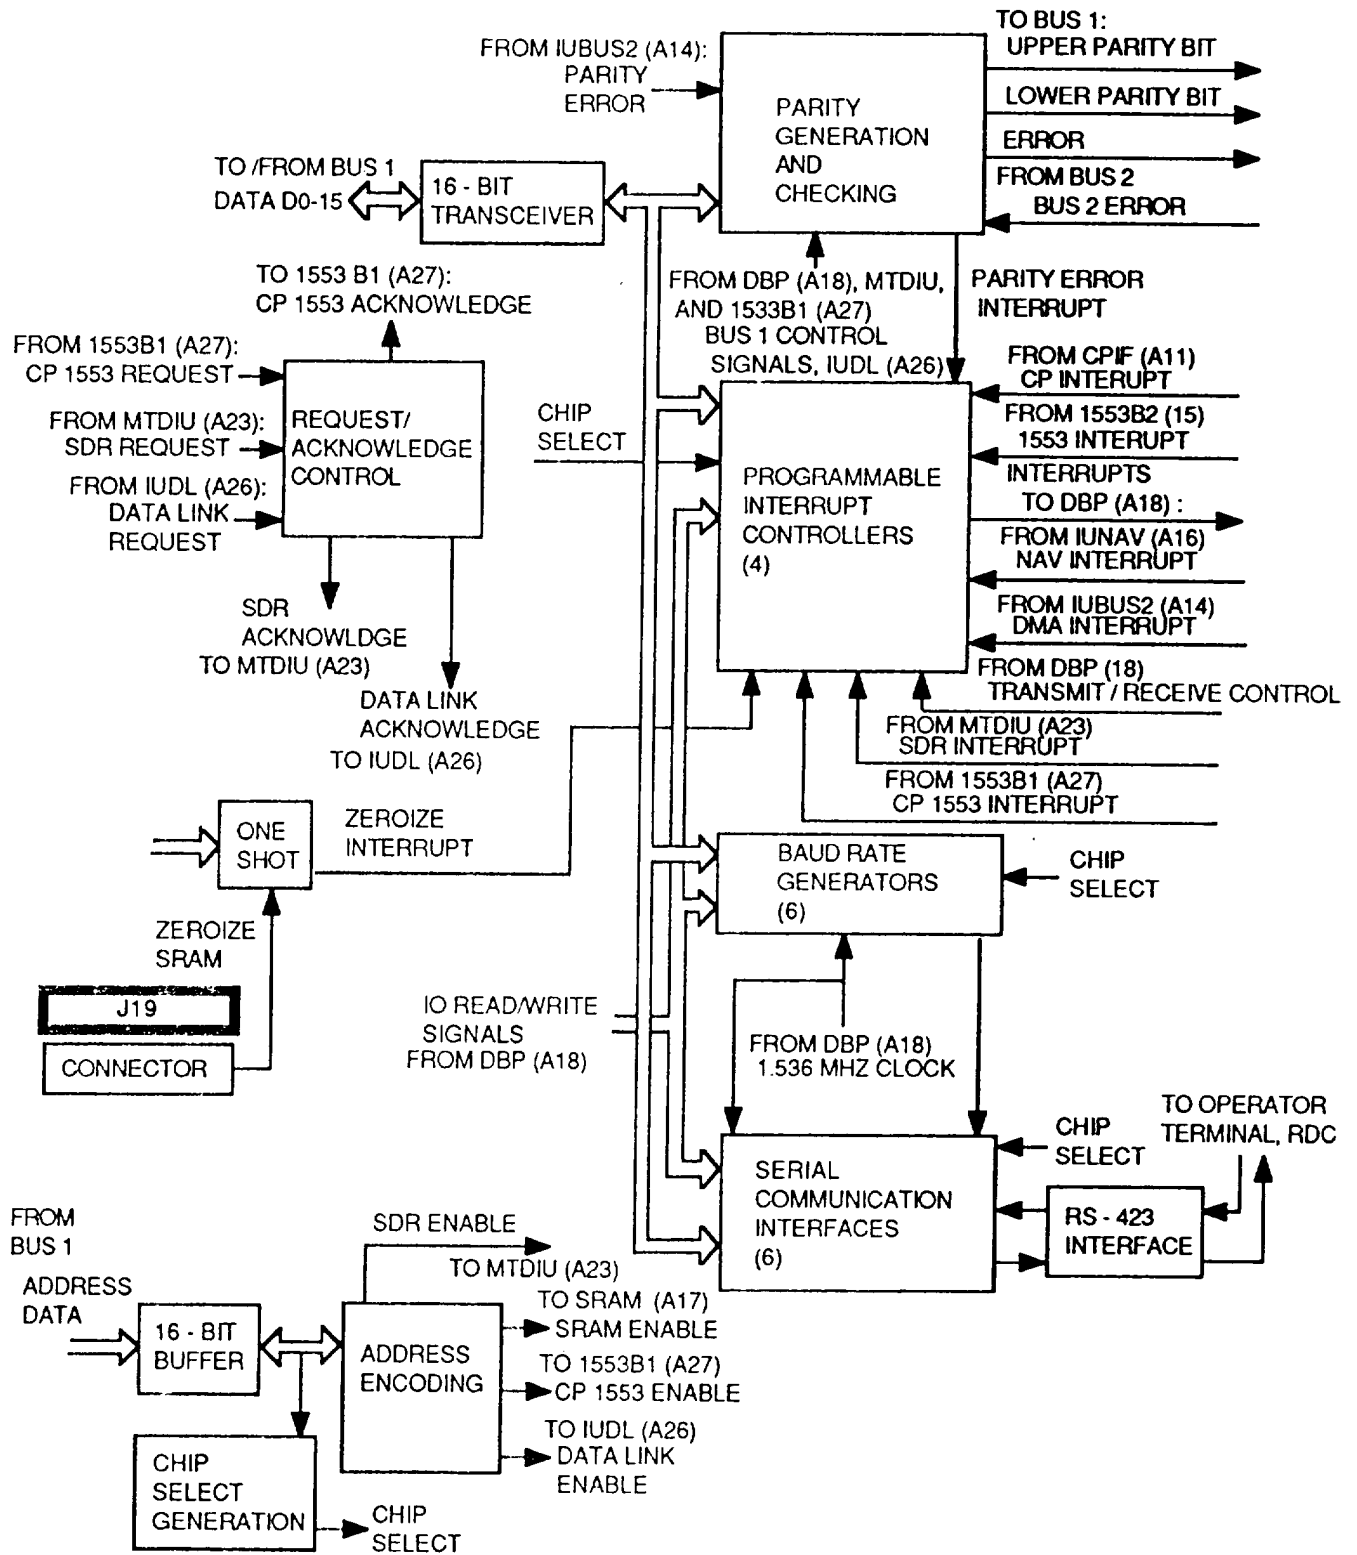 TO BUS 1:
UPPER PARITY BIT
FROM IUBUS2 (A14):
PARITY
ERROR
LOWER PARITY BIT
PARITY
GENERATION
AND
CHECKING
ERROR
FROM BUS 2
BUS 2 ERROR
TO /FROM BUS 1
DATA D0-15
16 - BIT
TRANSCEIVER
TO 1553 B1 (A27):
CP 1553 ACKNOWLEDGE
FROM DBP (A18), MTDIU,
AND 1533B1 (A27)
BUS 1 CONTROL
SIGNALS, IUDL (A26)
PARITY ERROR
INTERRUPT
FROM 1553B1 (A27):
CP 1553 REQUEST
FROM MTDIU (A23):
SDR REQUEST
FROM IUDL (A26):
DATA LINK
REQUEST
REQUEST/
ACKNOWLEDGE
CONTROL
CHIP
SELECT
PROGRAMMABLE
INTERRUPT
CONTROLLERS
(4)
FROM CPIF (A11)
CP INTERUPT
FROM 1553B2 (15)
1553 INTERUPT
INTERRUPTS
TO DBP (A18) :
FROM IUNAV (A16)
NAV INTERRUPT
FROM IUBUS2 (A14)
DMA INTERRUPT
FROM DBP (18)
TRANSMIT / RECEIVE CONTROL
FROM MTDIU (A23)
SDR INTERRUPT
FROM 1553B1 (A27)
CP 1553 INTERRUPT
SDR
ACKNOWLDGE
TO MTDIU (A23)
DATA LINK
ACKNOWLEDGE
TO IUDL (A26)
ONE
SHOT
ZEROIZE
INTERRUPT
BAUD RATE
GENERATORS
(6)
CHIP
SELECT
ZEROIZE
SRAM
J19
CONNECTOR
IO READ/WRITE
SIGNALS
FROM DBP (A18)
FROM DBP (A18)
1.536 MHZ CLOCK
SERIAL
COMMUNICATION
INTERFACES
(6)
CHIP
SELECT
TO OPERATOR
TERMINAL, RDC
RS - 423
INTERFACE
FROM
BUS 1
ADDRESS
DATA
16 - BIT
BUFFER
SDR ENABLE
TO MTDIU (A23)
ADDRESS
ENCODING
TO SRAM (A17)
SRAM ENABLE
TO 1553B1 (A27)
CP 1553 ENABLE
TO IUDL (A26)
DATA LINK
ENABLE
CHIP
SELECT
GENERATION
CHIP
SELECT